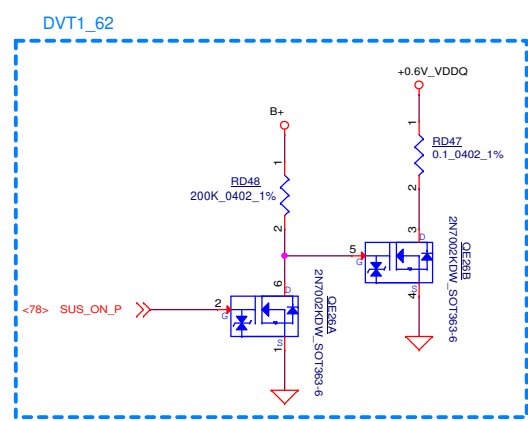 DVT1_62
+0.6V_VDDQ
B+
1
RD47
0.1_0402_1%
2
1
RD48
200K_0402_1%
2
3
D
5
G
S
4
QE26B
2N7002KDW_SOT363-6
6
D
<78> SUS_ON_P
2
G
S
1
QE26A
2N7002KDW_SOT363-6